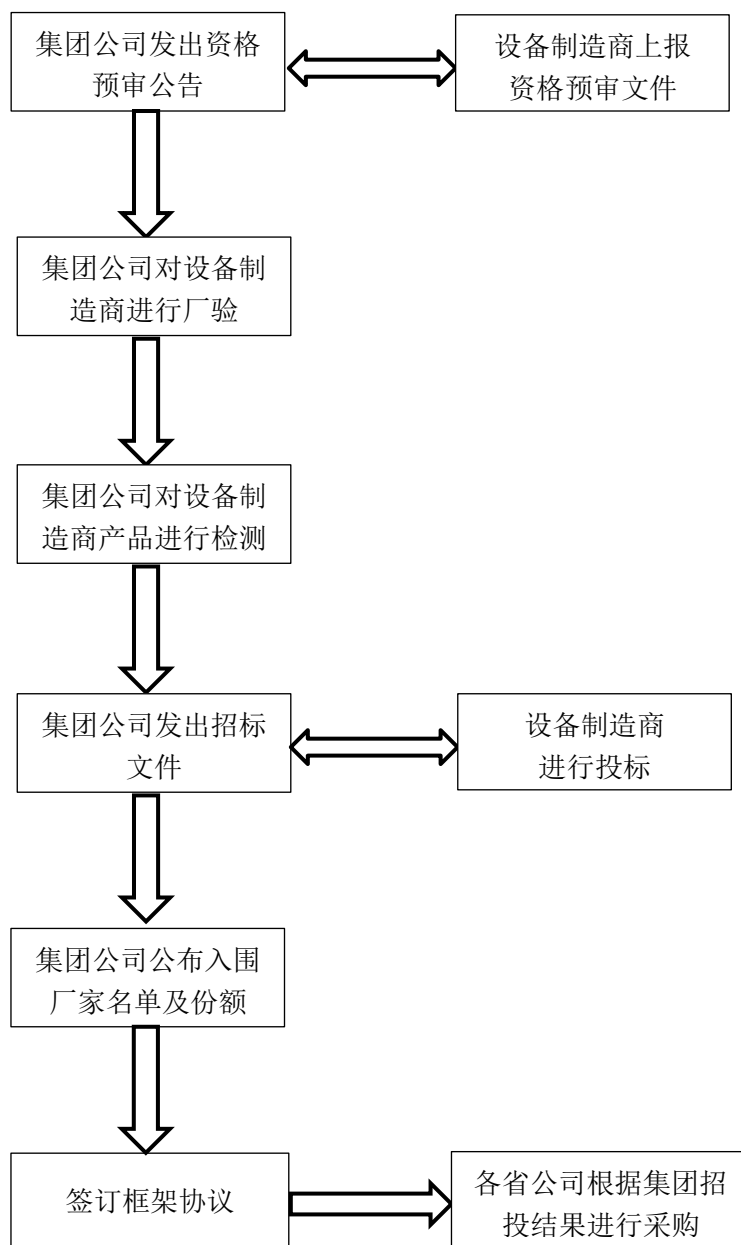 集团公司发出资格
预审公告
设备制造商上报
资格预审文件
集团公司对设备制
造商进行厂验
集团公司对设备制
造商产品进行检测
集团公司发出招标
文件
设备制造商
进行投标
集团公司公布入围
厂家名单及份额
签订框架协议
各省公司根据集团招
投结果进行采购